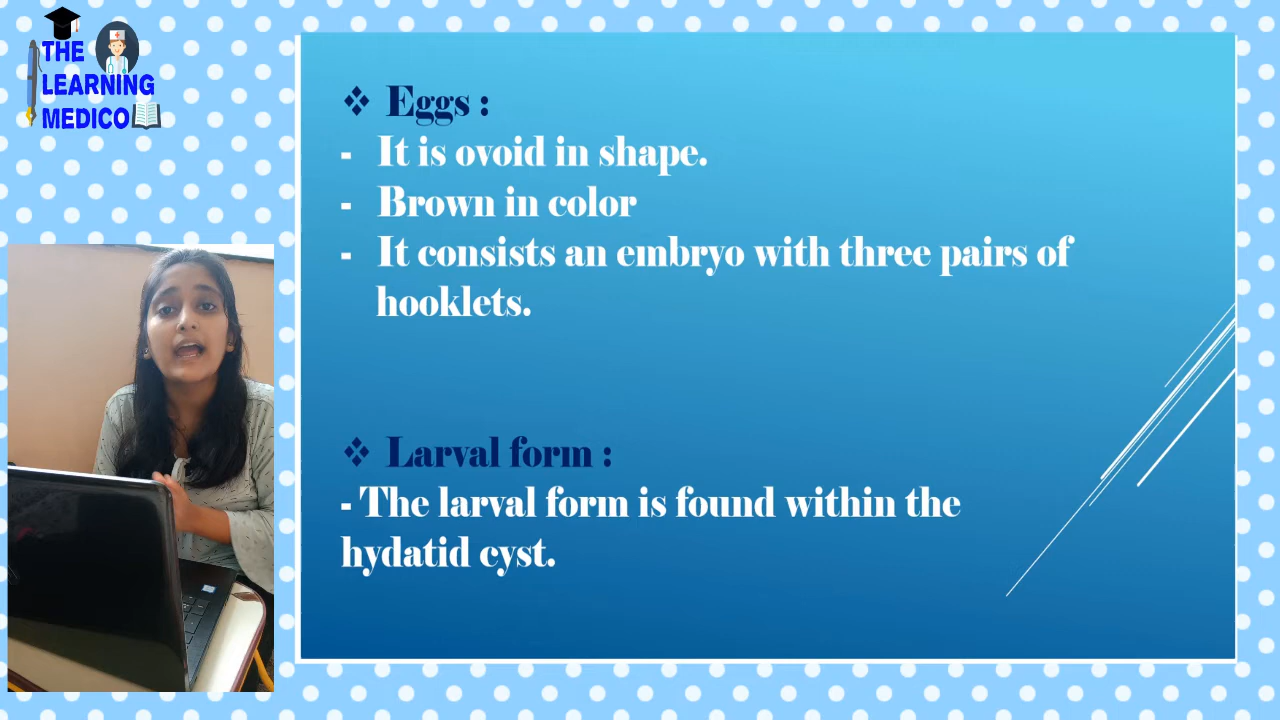 THE
LEARNING
MEDICO
❖ Eggs :
- It is ovoid in shape.
- Brown in color
- It consists an embryo with three pairs of
hooklets.
❖ Larval form :
- The larval form is found within the
hydatid cyst.